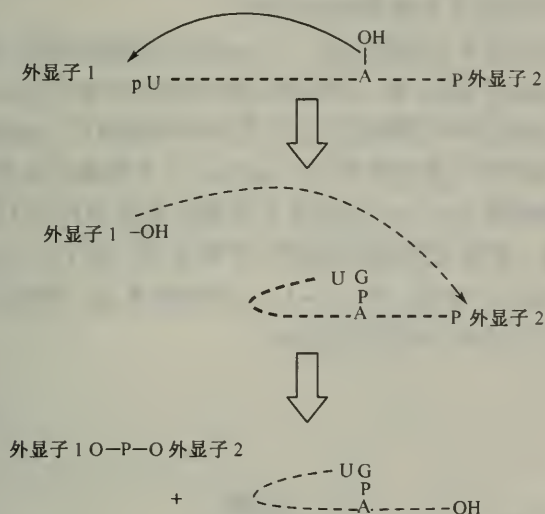 OH
外显子 1 pU A P 外显子 2
外显子 1 -OH
U G
P
A P 外显子 2
外显子 1 O-P-O 外显子 2
UG
P
+ A -OH